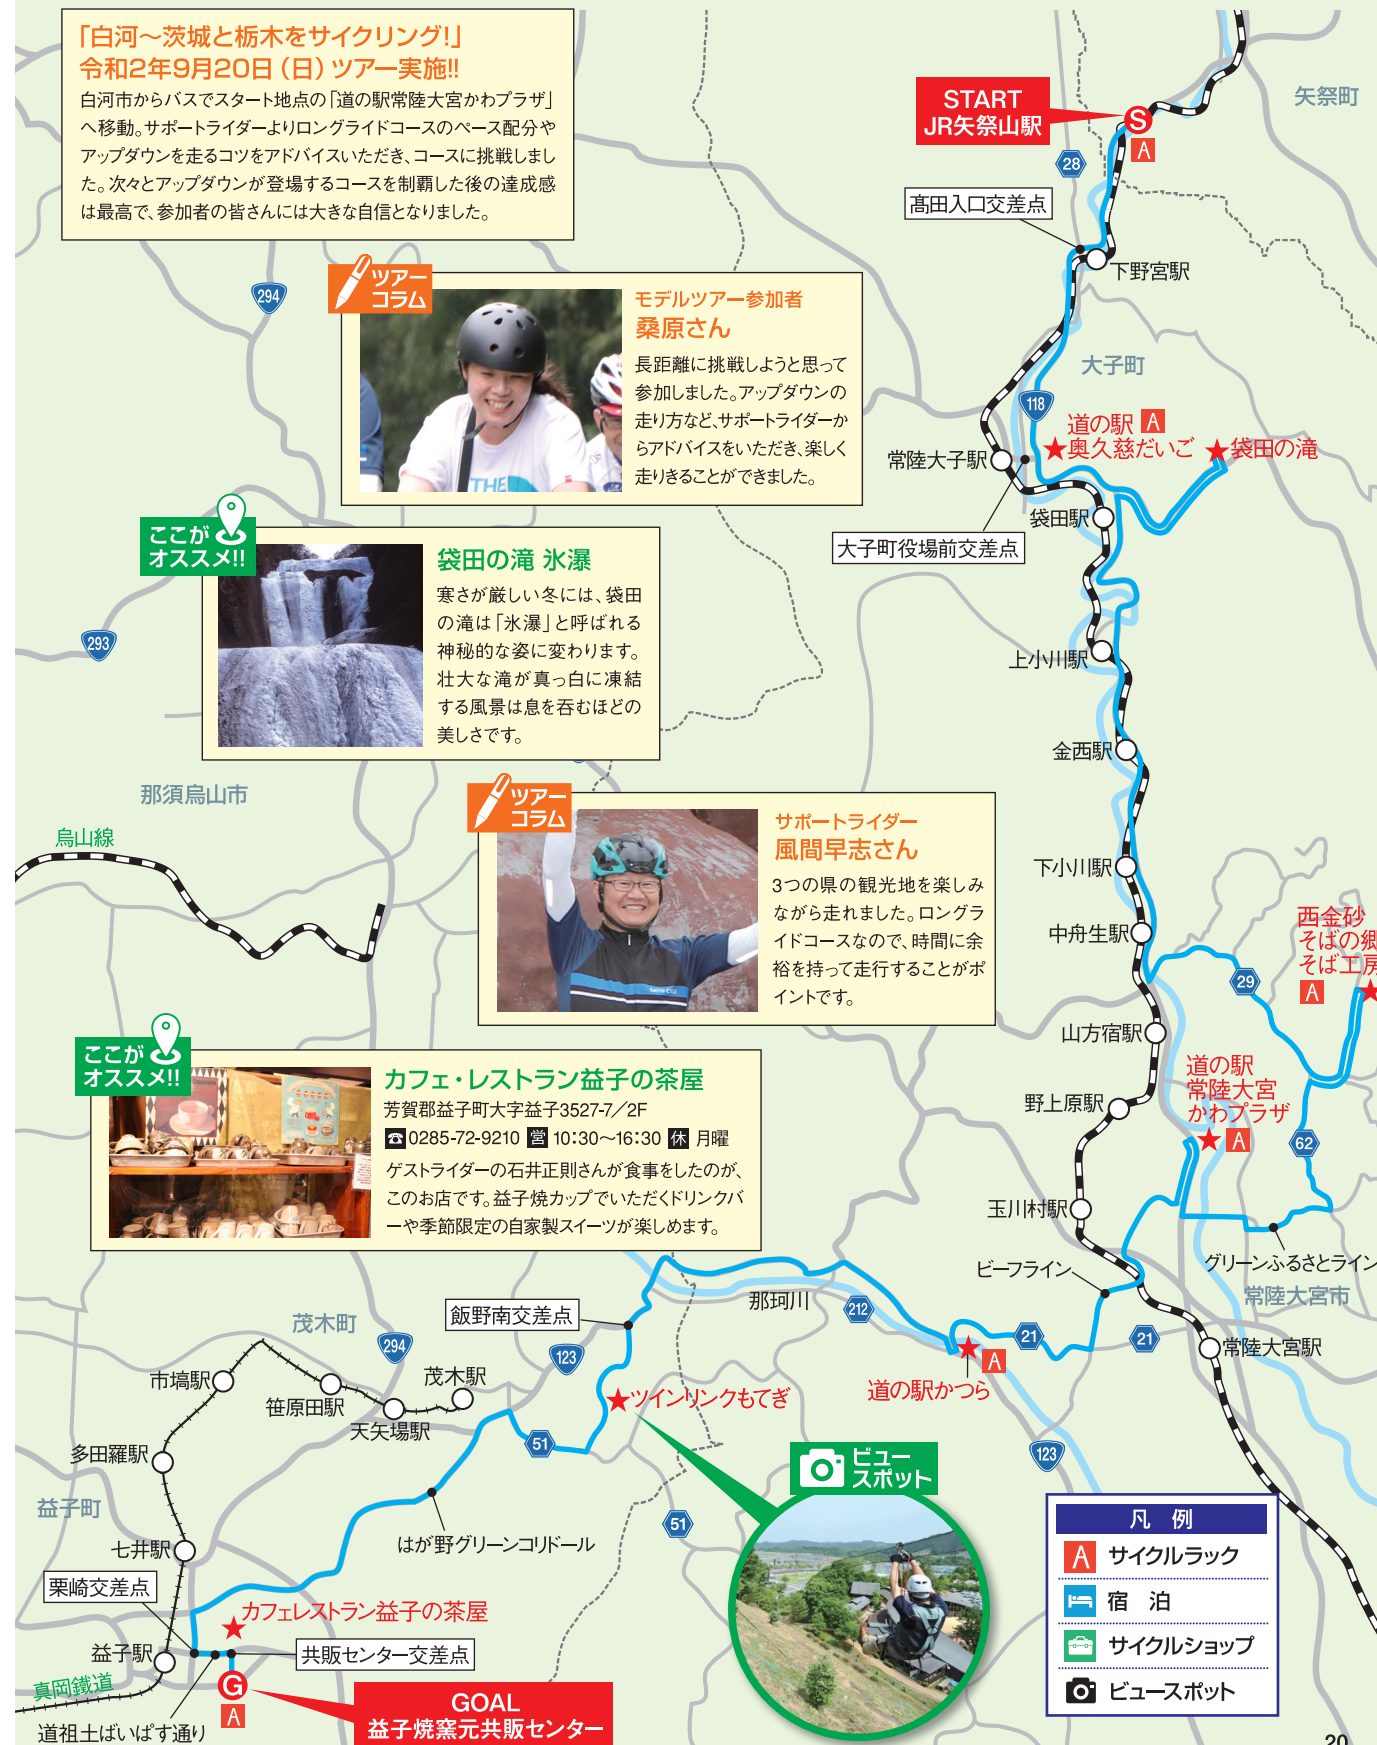 「白河～茨城と栃木をサイクリング!」
令和2年9月20日（日）ツアー実施!!
白河市からバスでスタート地点の「道の駅常陸大宮かわプラザ」
へ移動。サポートライダーよりロングライドコースのペース配分や
アップダウンを走るコツをアドバイスいただき、コースに挑戦しまし
た。次々とアップダウンが登場するコースを制覇した後の達成感
は最高で、参加者の皆さんには大きな自信となりました。
START
JR矢祭山駅
S
A
矢祭町
28
髙田入口交差点
下野宮駅
294
ツアー
コラム
モデルツアー参加者
桑原さん
長距離に挑戦しようと思って
参加しました。アップダウンの
走り方など、サポートライダーか
らアドバイスをいただき、楽しく
走りきることができました。
THE
大子町
118
道の駅 A
奥久慈だいご
袋田の滝
常陸大子駅
袋田駅
大子町役場前交差点
ここが
オススメ!!
袋田の滝 氷瀑
寒さが厳しい冬には、袋田
の滝は「氷瀑」と呼ばれる
神秘的な姿に変わります。
壮大な滝が真っ白に凍結
する風景は息を呑むほどの
美しさです。
293
上小川駅
金西駅
那須烏山市
烏山線
ツアー
コラム
サポートライダー
風間早志さん
3つの県の観光地を楽しみ
ながら走れました。ロングラ
イドコースなので、時間に余
裕を持って走行することがポ
イントです。
下小川駅
中舟生駅
西金砂
そばの郷
そば工房
A
29
山方宿駅
道の駅
常陸大宮
かわプラザ
A
野上原駅
62
玉川村駅
ここが
オススメ!!
カフェ・レストラン益子の茶屋
芳賀郡益子町大字益子3527-7／2F
☎0285-72-9210 営 10:30～16:30 休 月曜
ゲストライダーの石井正則さんが食事をしたのが、
このお店です。益子焼カップでいただくドリンクバ
ーや季節限定の自家製スイーツが楽しめます。
ビーフライン
グリーンふるさとライン
常陸大宮市
那珂川
212
21
21
常陸大宮駅
A
道の駅かつら
茂木町
飯野南交差点
294
123
市塙駅
笹原田駅
天矢場駅
茂木駅
ツインリンクもてぎ
多田羅駅
51
123
益子町
ビュー
スポット
51
はが野グリーンコリドール
七井駅
栗崎交差点
カフェレストラン益子の茶屋
益子駅
共販センター交差点
真岡鐵道
G
A
道祖土ばいぱす通り
GOAL
益子焼窯元共販センター
凡 例
A サイクルラック
宿 泊
サイクルショップ
ビュースポット
20